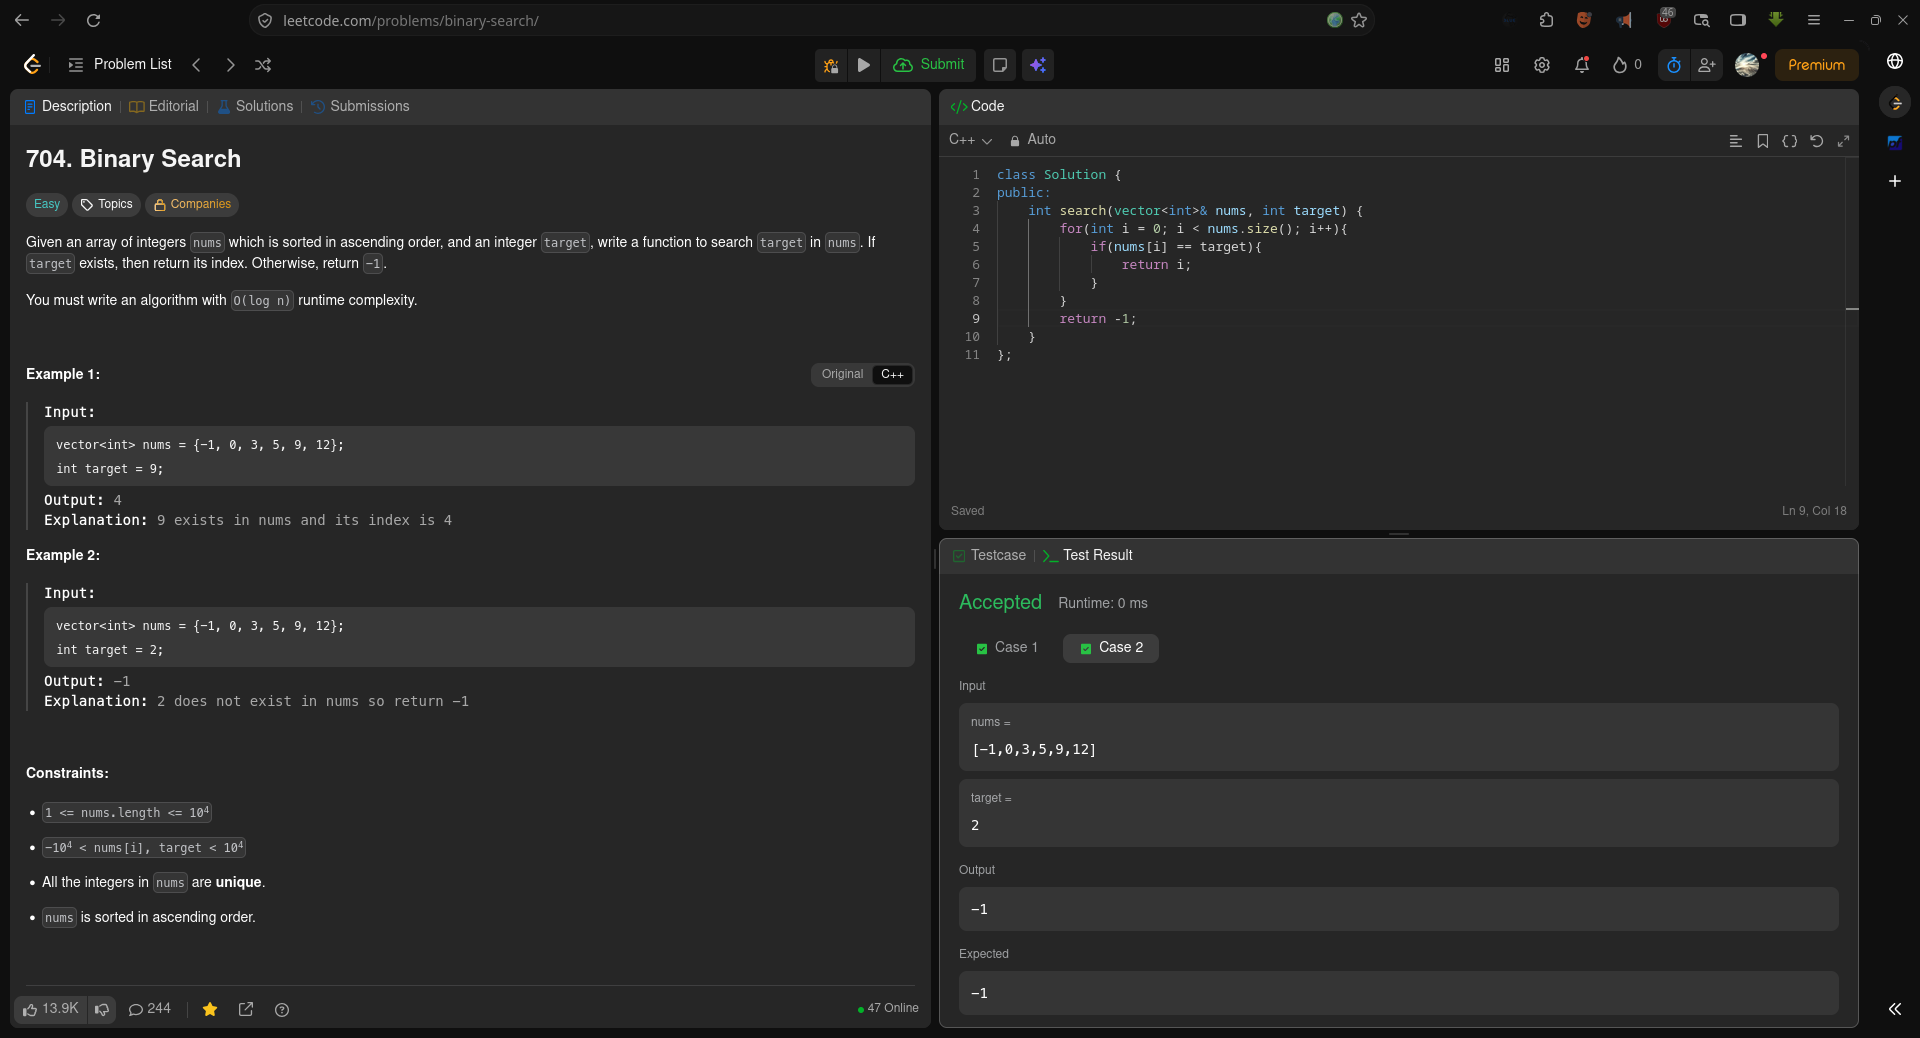 leetcode.com/problems/binary-search/
46
Problem List
Submit
0
Premium
Description | Editorial | Solutions | Submissions
704. Binary Search
Easy Topics Companies
Given an array of integers nums which is sorted in ascending order, and an integer target, write a function to search target in nums. If
target exists, then return its index. Otherwise, return -1.
You must write an algorithm with O(log n) runtime complexity.
Example 1:
Original C++
Input:
vector<int> nums = {-1, 0, 3, 5, 9, 12};
int target = 9;
Output: 4
Explanation: 9 exists in nums and its index is 4
Example 2:
Input:
vector<int> nums = {-1, 0, 3, 5, 9, 12};
int target = 2;
Output: -1
Explanation: 2 does not exist in nums so return -1
Constraints:
• 1 <= nums.length <= 10⁴
• -10⁴ < nums[i], target < 10⁴
• All the integers in nums are unique.
• nums is sorted in ascending order.
13.9K 244
47 Online
</> Code
C++ Auto
1 class Solution {
2 public:
3     int search(vector<int>& nums, int target) {
4         for(int i = 0; i < nums.size(); i++){
5             if(nums[i] == target){
6                 return i;
7             }
8         }
9         return -1;
10     }
11 };
Saved
Ln 9, Col 18
Testcase | >_ Test Result
Accepted Runtime: 0 ms
Case 1 Case 2
Input
nums =
[-1,0,3,5,9,12]
target =
2
Output
-1
Expected
-1